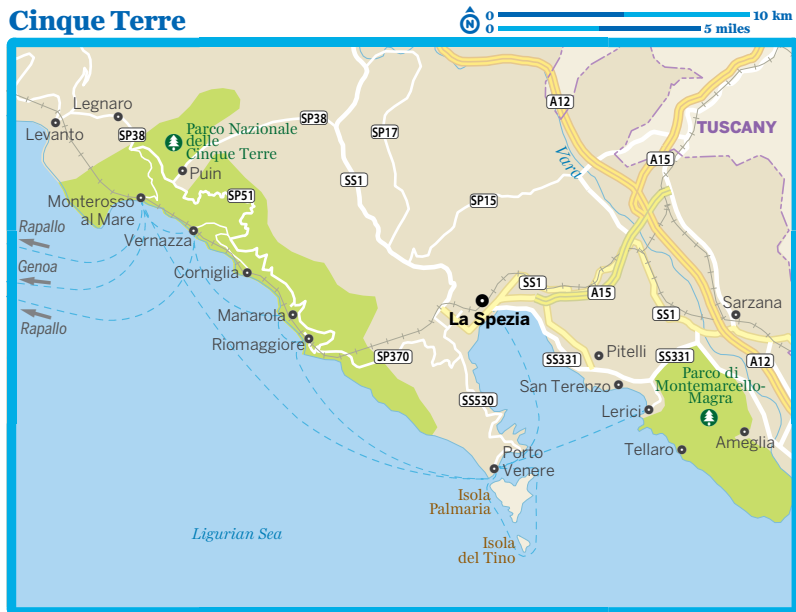 Cinque Terre
N
0
10 km
0
5 miles
Legnaro
Levanto
SP38
Parco Nazionale
delle
Cinque Terre
SP38
SP17
A12
TUSCANY
Vara
A15
Puin
SS1
Monterosso
al Mare
SP51
SP15
Rapallo
Vernazza
Genoa
Corniglia
SS1
A15
Rapallo
La Spezia
SS1
Sarzana
Manarola
Riomaggiore
SP370
SS331
Pitelli
SS331
A12
Parco di
Montemarcello-
Magra
San Terenzo
SS530
Lerici
Ameglia
Tellaro
Porto
Venere
Isola
Palmaria
Ligurian Sea
Isola
del Tino